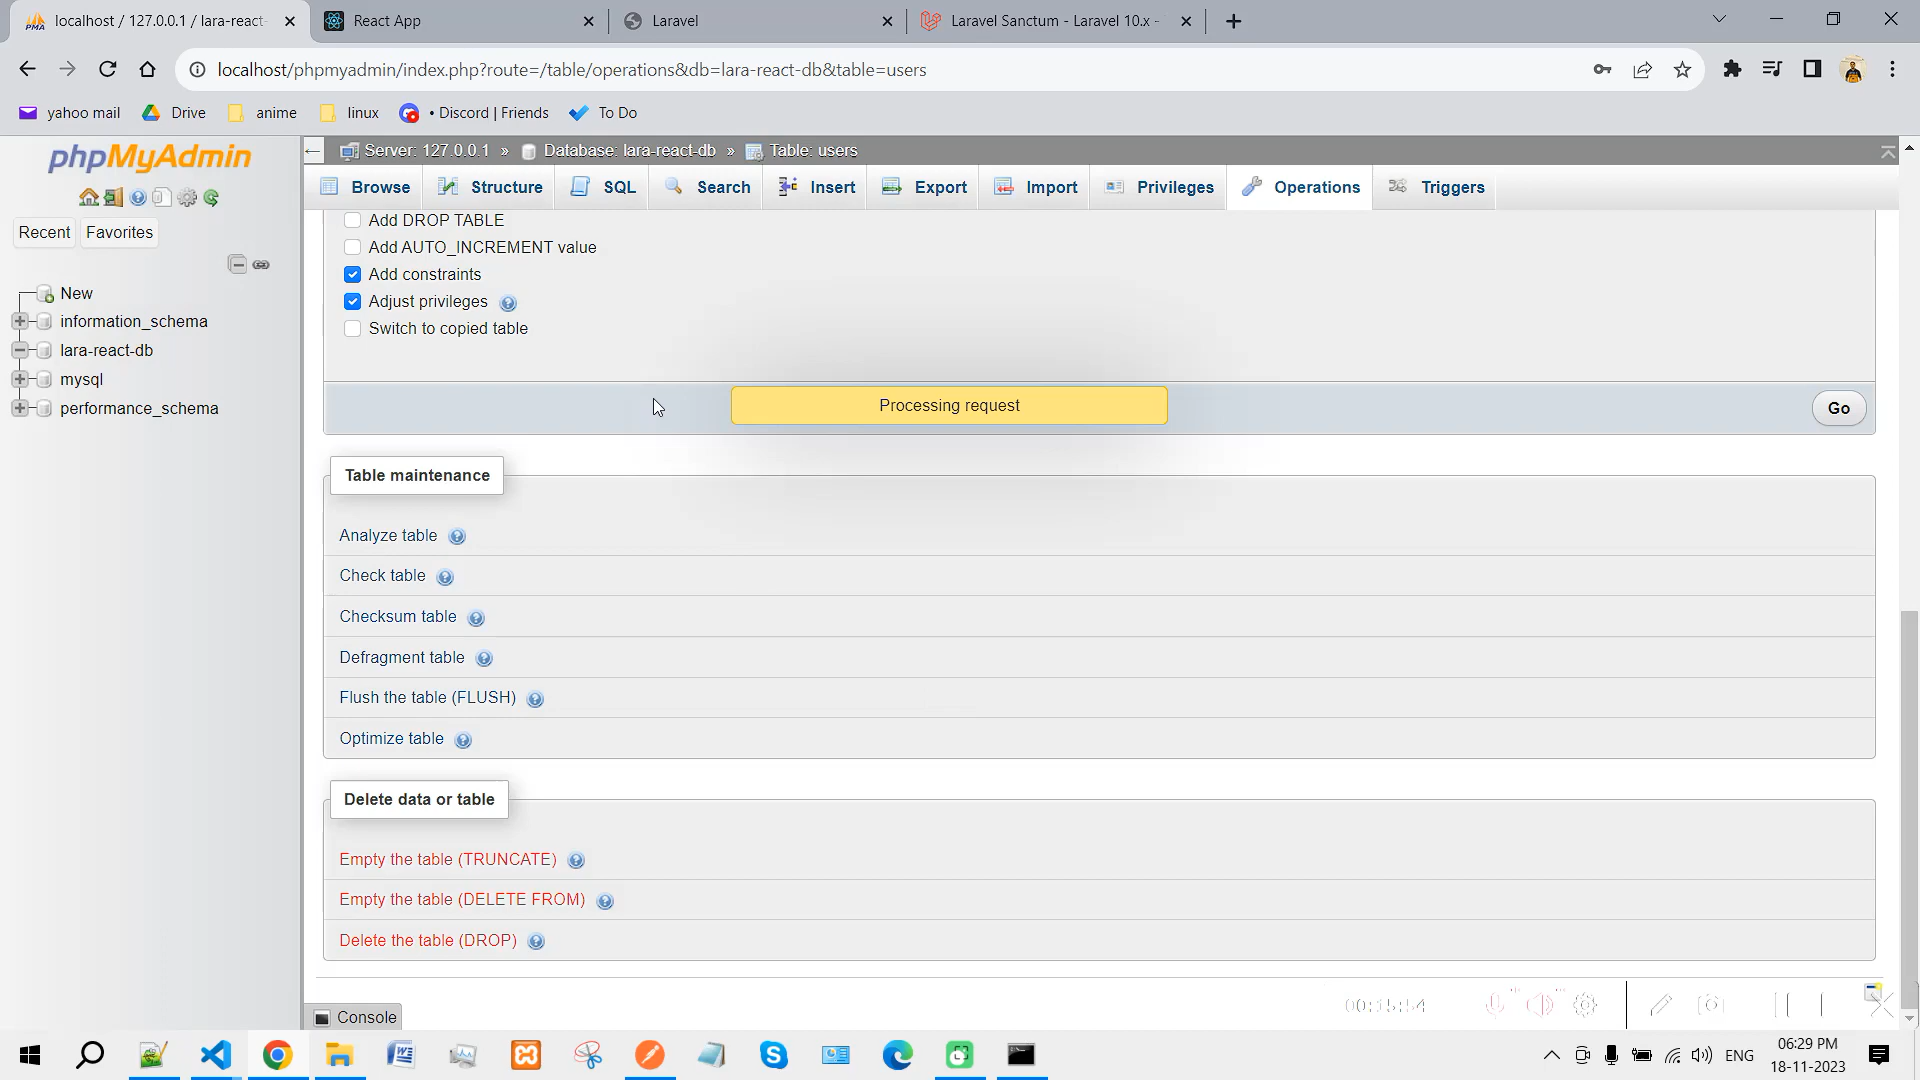 localhost / 127.0.0.1 / lara-react-
React App
Laravel
Laravel Sanctum - Laravel 10.x -
localhost/phpmyadmin/index.php?route=/table/operations&db=lara-react-db&table=users
yahoo mail
Drive
anime
linux
• Discord | Friends
To Do
phpMyAdmin
Recent
Favorites
New
information_schema
lara-react-db
mysql
performance_schema
Server: 127.0.0.1 » Database: lara-react-db » Table: users
Browse
Structure
SQL
Search
Insert
Export
Import
Privileges
Operations
Triggers
Add DROP TABLE
Add AUTO_INCREMENT value
Add constraints
Adjust privileges
Switch to copied table
Processing request
Go
Table maintenance
Analyze table
Check table
Checksum table
Defragment table
Flush the table (FLUSH)
Optimize table
Delete data or table
Empty the table (TRUNCATE)
Empty the table (DELETE FROM)
Delete the table (DROP)
Console
00:15:54
ENG
06:29 PM
18-11-2023